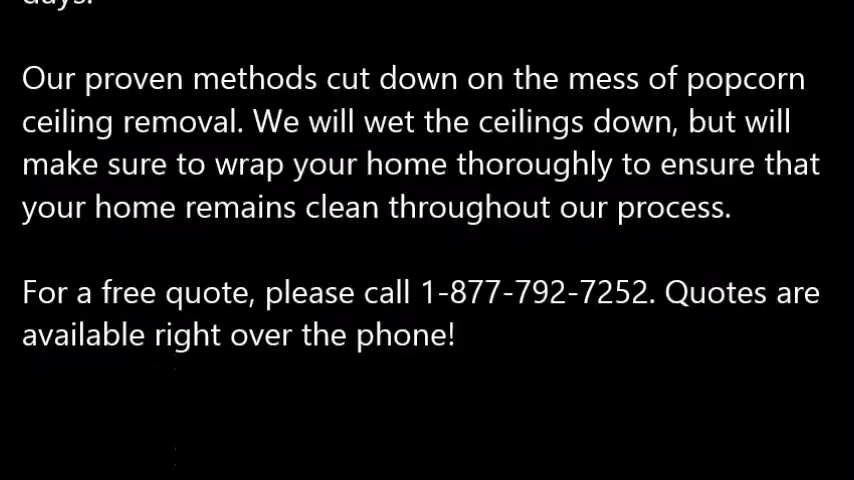 days.
Our proven methods cut down on the mess of popcorn
ceiling removal. We will wet the ceilings down, but will
make sure to wrap your home thoroughly to ensure that
your home remains clean throughout our process.
For a free quote, please call 1-877-792-7252. Quotes are
available right over the phone!